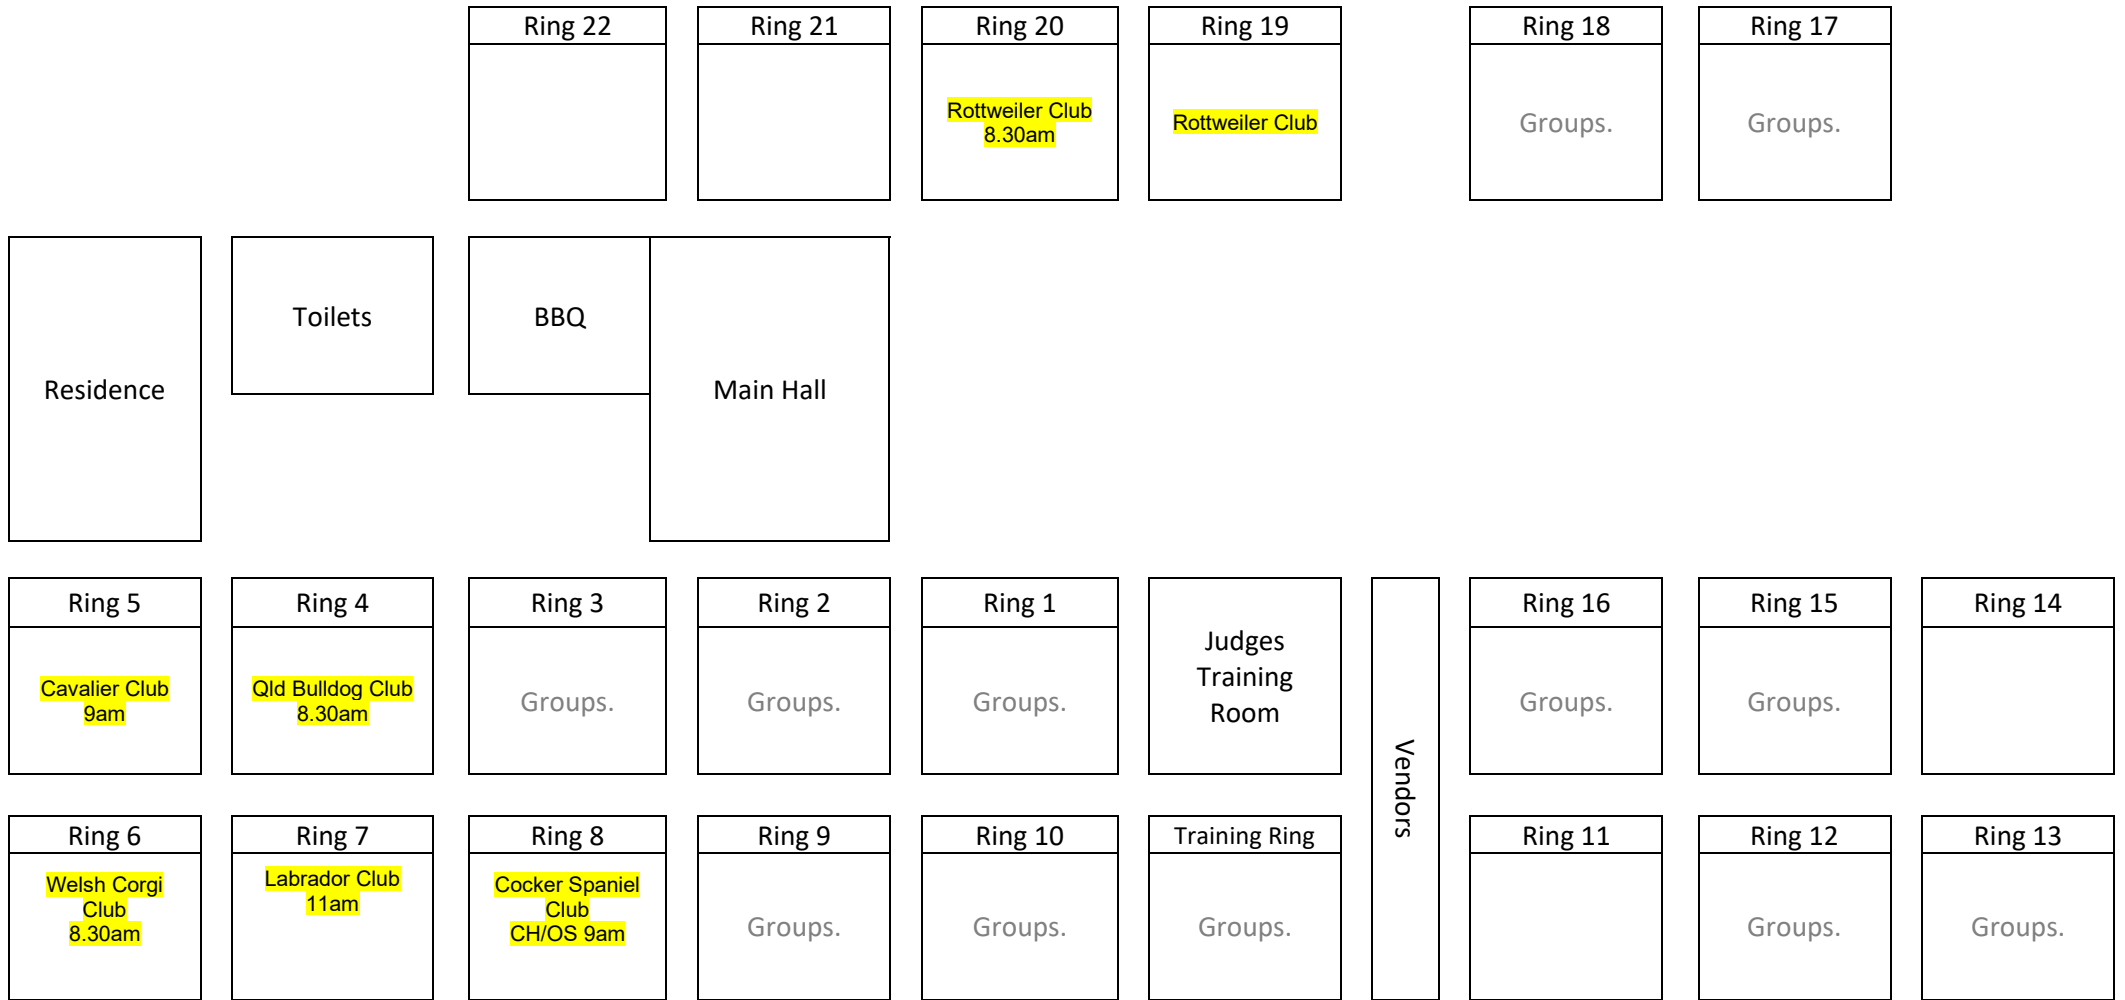 Ring 22
Ring 21
Ring 20
Ring 19
Ring 18
Ring 17
Rottweiler Club
8.30am
Rottweiler Club
Groups.
Groups.
Residence
Toilets
BBQ
Main Hall
Ring 5
Ring 4
Ring 3
Ring 2
Ring 1
Judges
Training
Room
Vendors
Ring 16
Ring 15
Ring 14
Cavalier Club
9am
Qld Bulldog Club
8.30am
Groups.
Groups.
Groups.
Groups.
Groups.
Ring 6
Ring 7
Ring 8
Ring 9
Ring 10
Training Ring
Ring 11
Ring 12
Ring 13
Welsh Corgi
Club
8.30am
Labrador Club
11am
Cocker Spaniel
Club
CH/OS 9am
Groups.
Groups.
Groups.
Groups.
Groups.